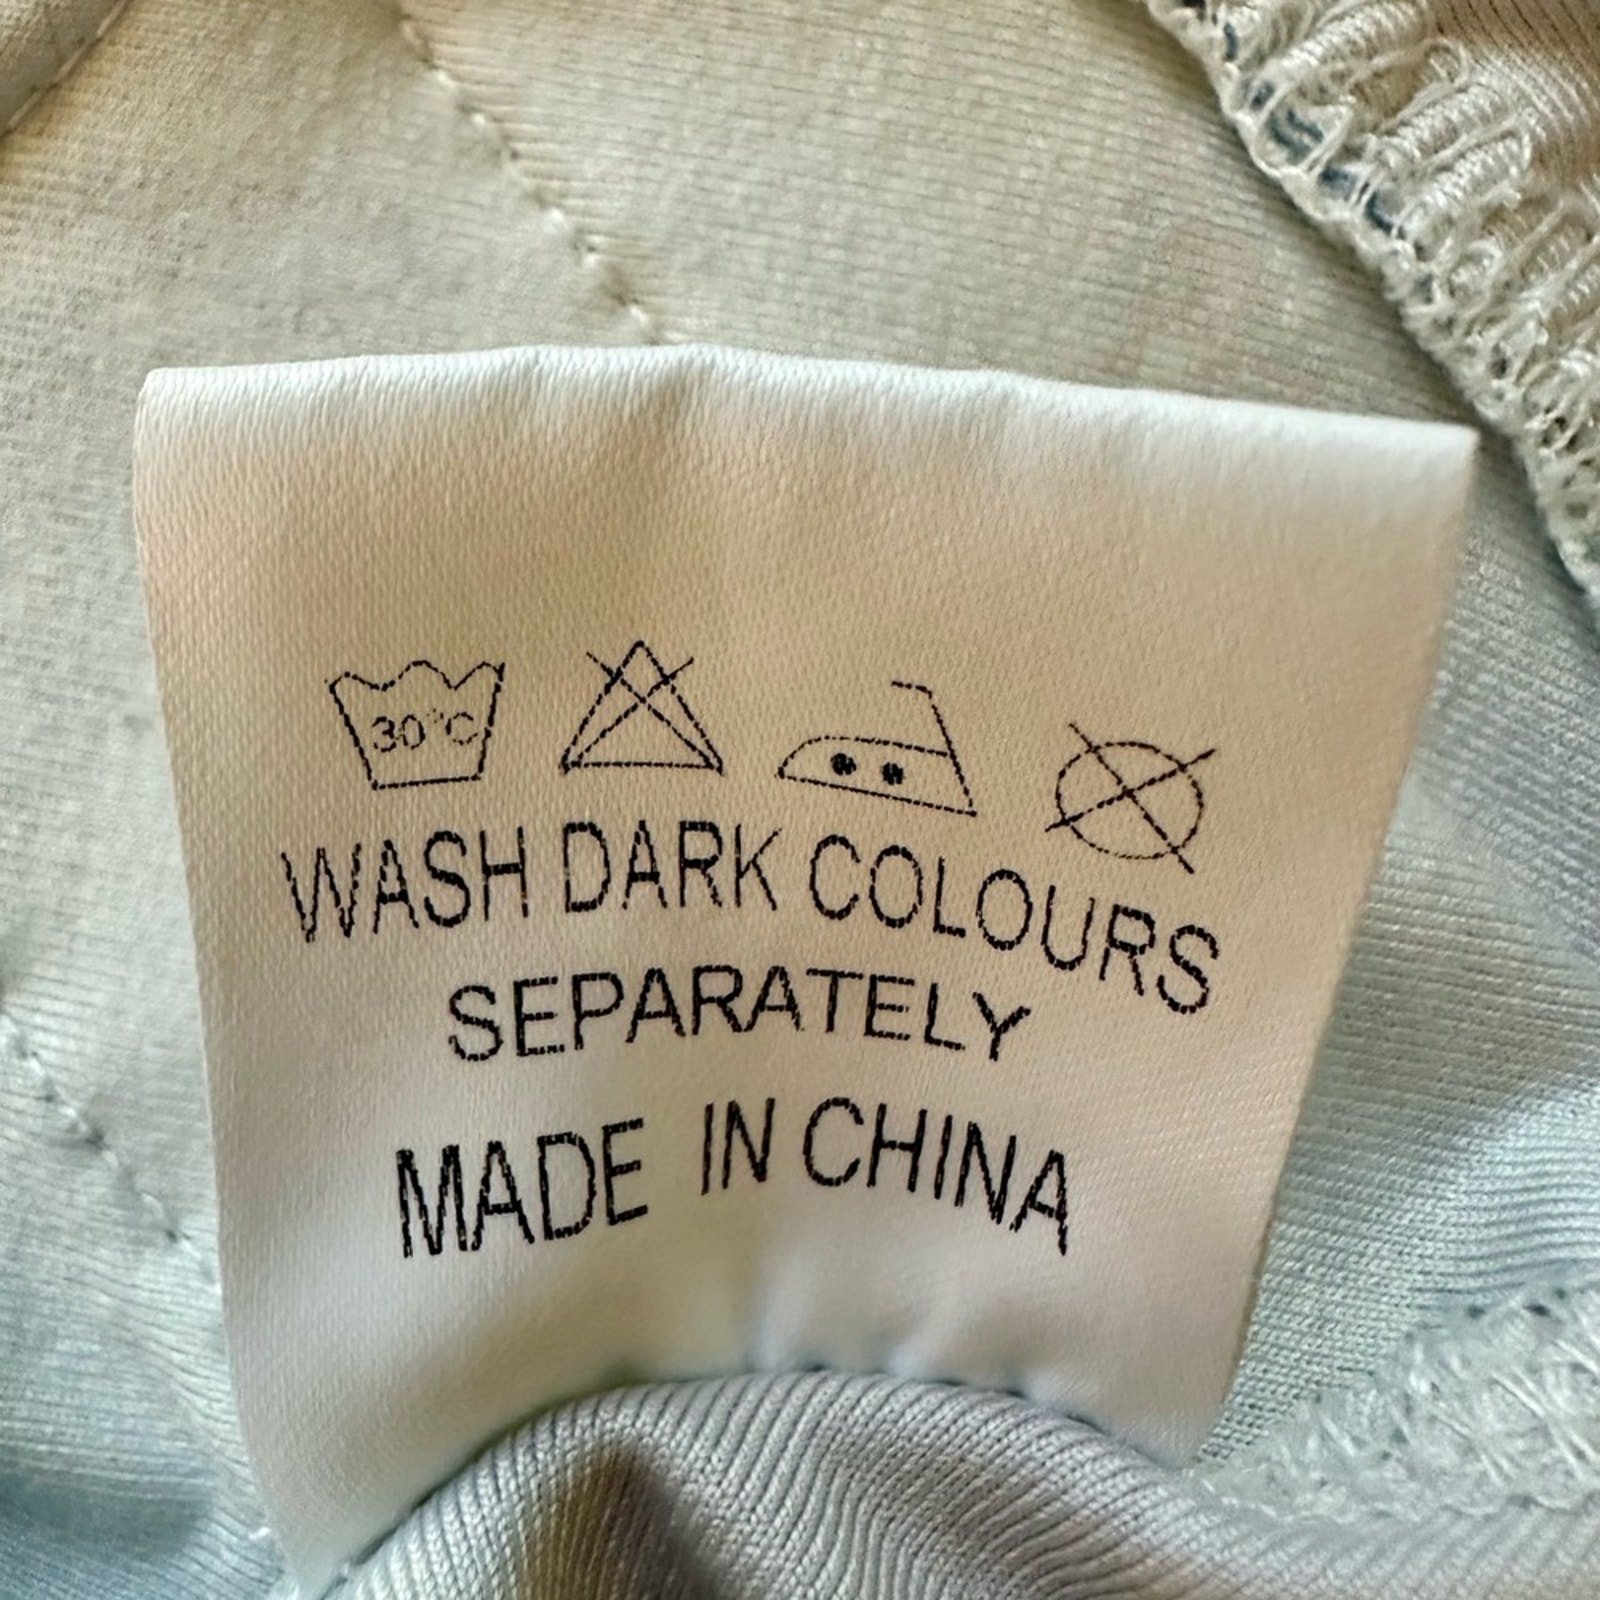 30°C
WASH DARK COLOURS
SEPARATELY
MADE IN CHINA